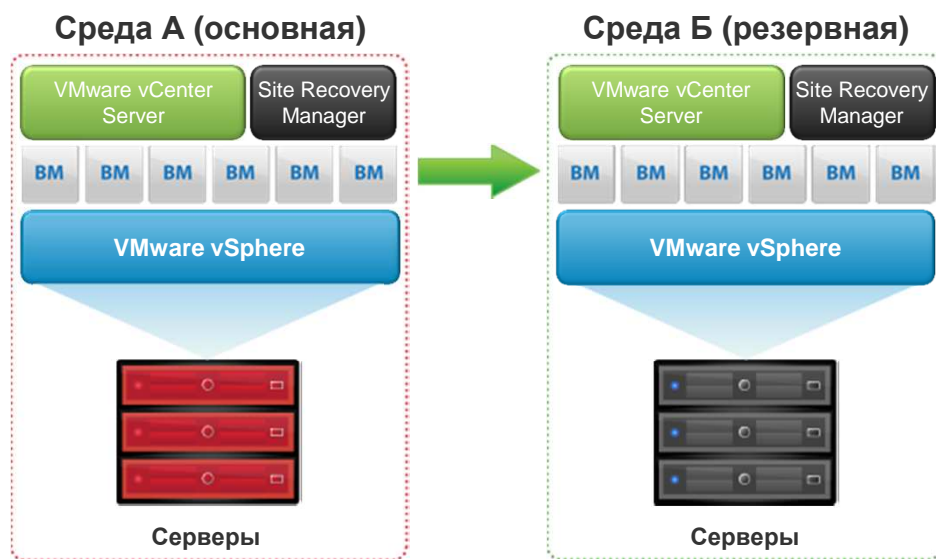 Среда А (основная)
VMware vCenter
Server
Site Recovery
Manager
ВМ ВМ ВМ ВМ ВМ ВМ
VMware vSphere
Серверы
Среда Б (резервная)
VMware vCenter
Server
Site Recovery
Manager
ВМ ВМ ВМ ВМ ВМ ВМ
VMware vSphere
Серверы